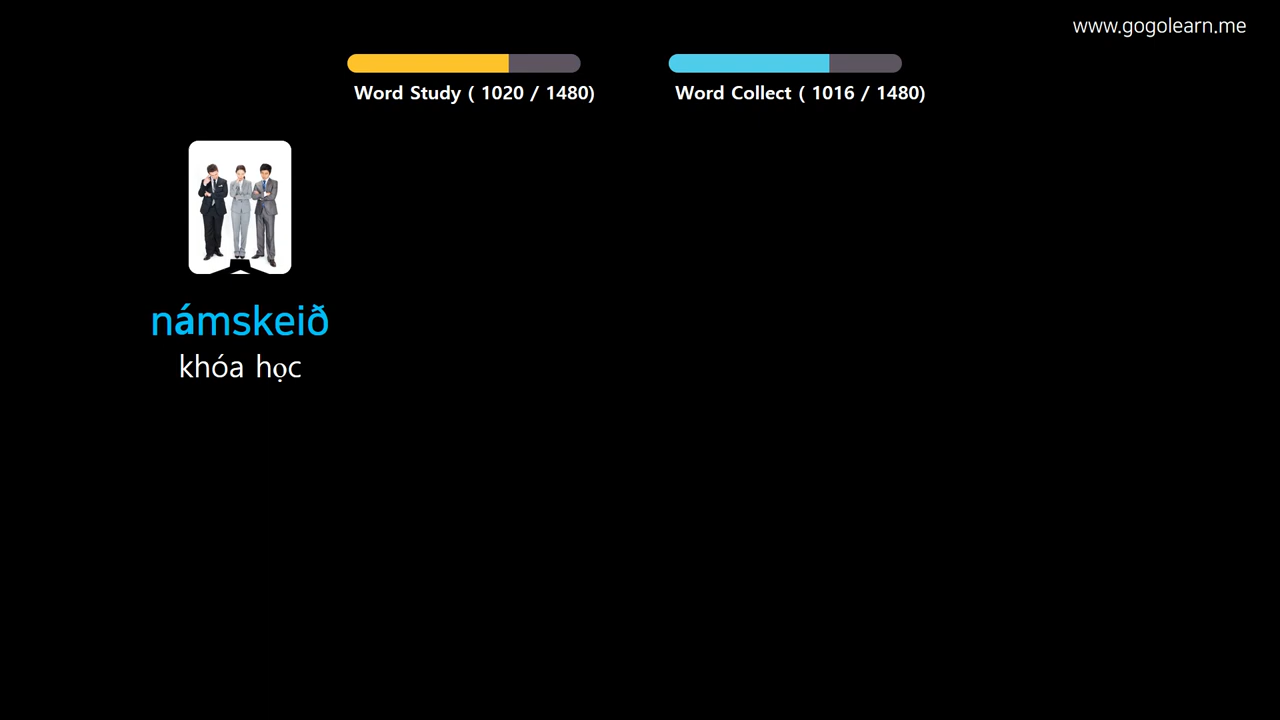 www.gogolearn.me
Word Study ( 1020 / 1480)
Word Collect ( 1016 / 1480)
námskeið
khóa học